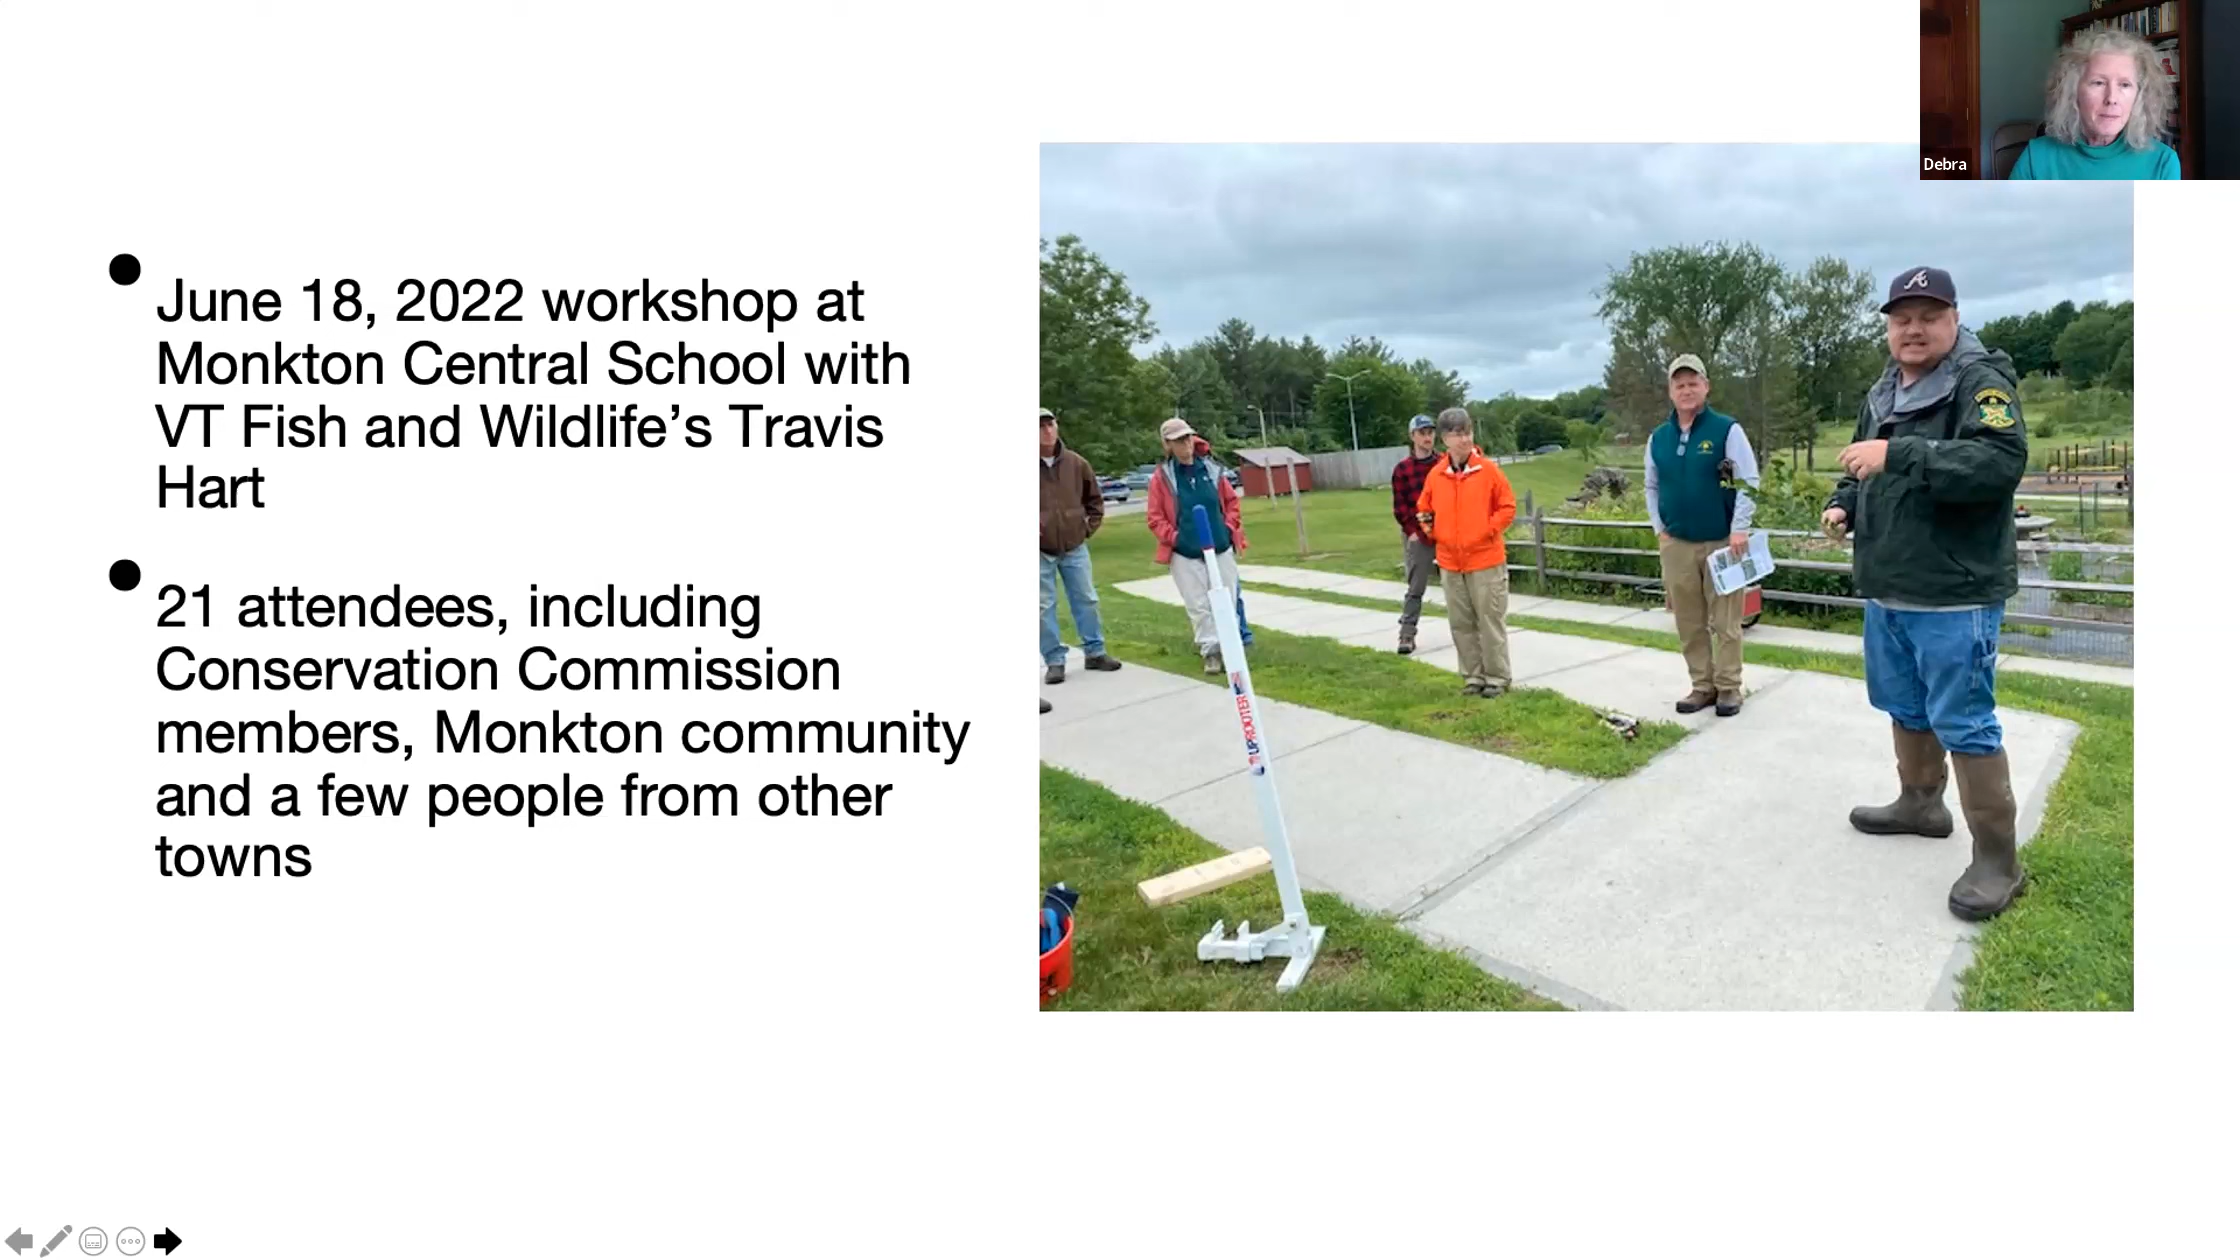 Debra
• June 18, 2022 workshop at
Monkton Central School with
VT Fish and Wildlife’s Travis
Hart
• 21 attendees, including
Conservation Commission
members, Monkton community
and a few people from other
towns
UPROOTER
A